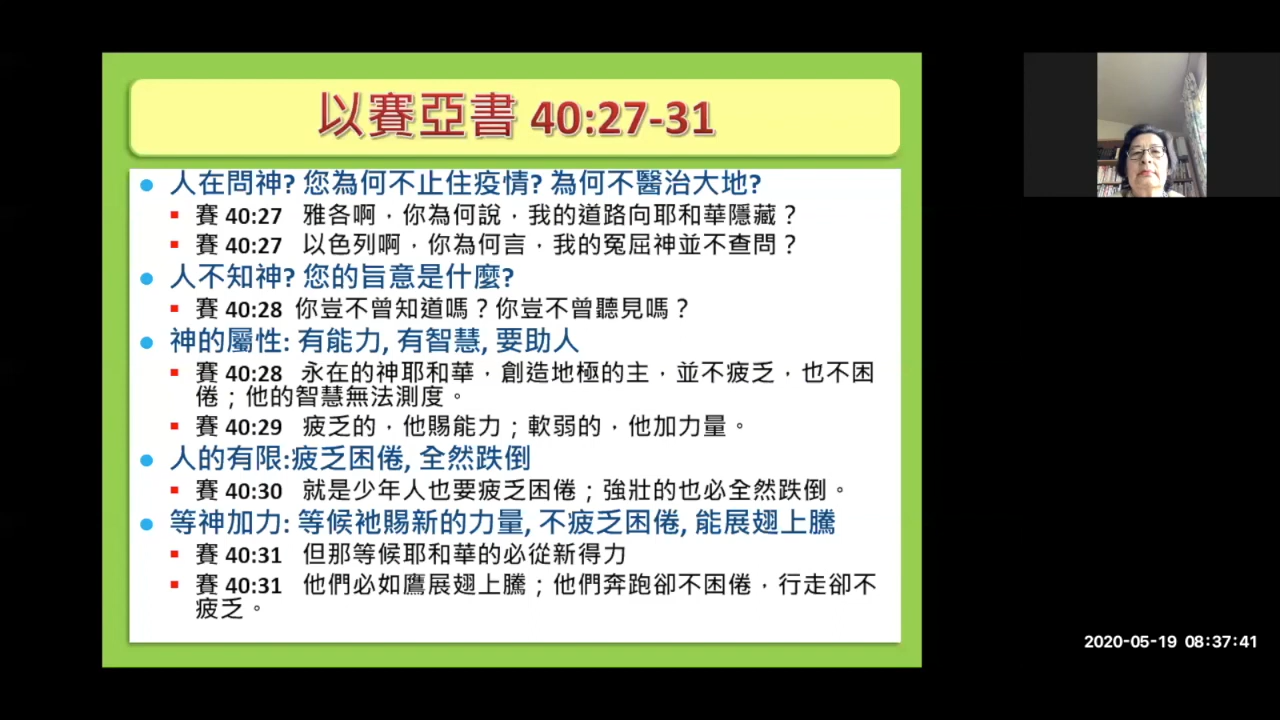 以賽亞書 40:27-31
人在問神? 您為何不止住疫情? 為何不醫治大地?
賽 40:27 雅各啊，你為何說，我的道路向耶和華隱藏？
賽 40:27 以色列啊，你為何言，我的冤屈神並不查問？
人不知神? 您的旨意是什麼?
賽 40:28 你豈不曾知道嗎？你豈不曾聽見嗎？
神的屬性: 有能力, 有智慧, 要助人
賽 40:28 永在的神耶和華，創造地極的主，並不疲乏，也不困
倦；他的智慧無法測度。
賽 40:29 疲乏的，他賜能力；軟弱的，他加力量。
人的有限:疲乏困倦, 全然跌倒
賽 40:30 就是少年人也要疲乏困倦；強壯的也必全然跌倒。
等神加力: 等候祂賜新的力量, 不疲乏困倦, 能展翅上騰
賽 40:31 但那等候耶和華的必從新得力
賽 40:31 他們必如鷹展翅上騰；他們奔跑卻不困倦，行走卻不
疲乏。
2020-05-19 08:37:41